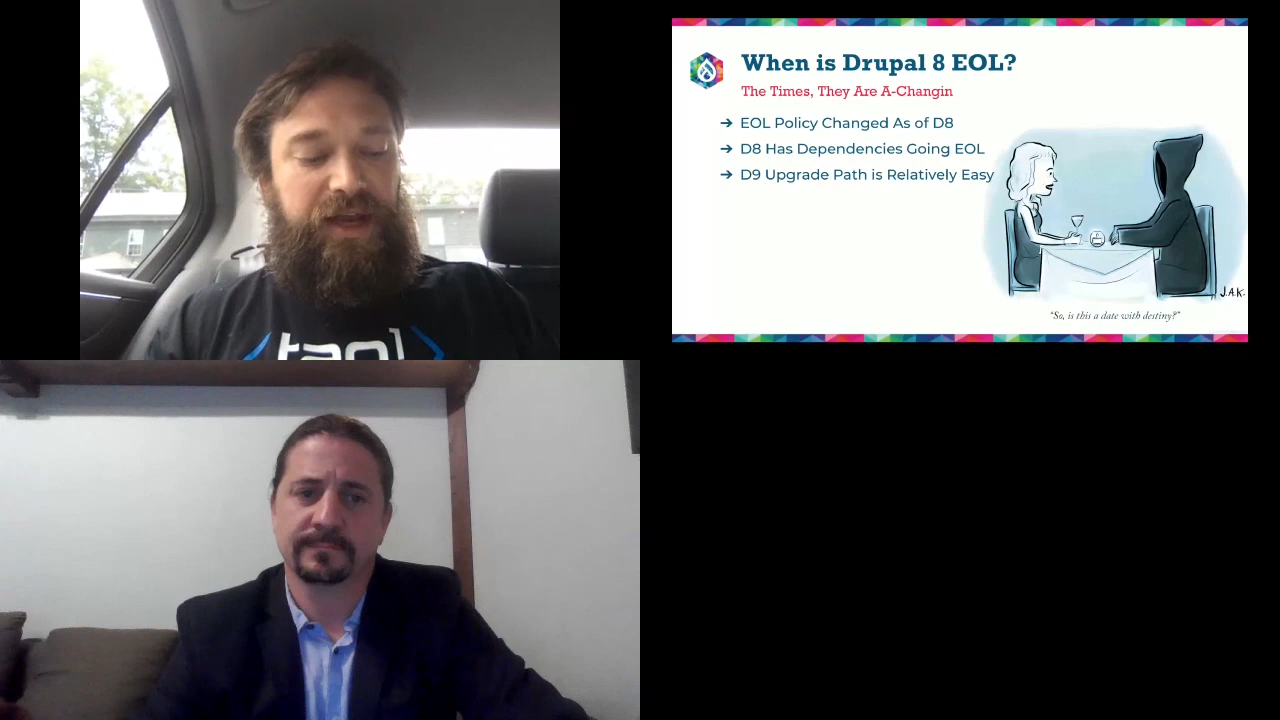 When is Drupal 8 EOL?
The Times, They Are A-Changin
→ EOL Policy Changed As of D8
→ D8 Has Dependencies Going EOL
→ D9 Upgrade Path is Relatively Easy
J.A.K.
"So, is this a date with destiny?"